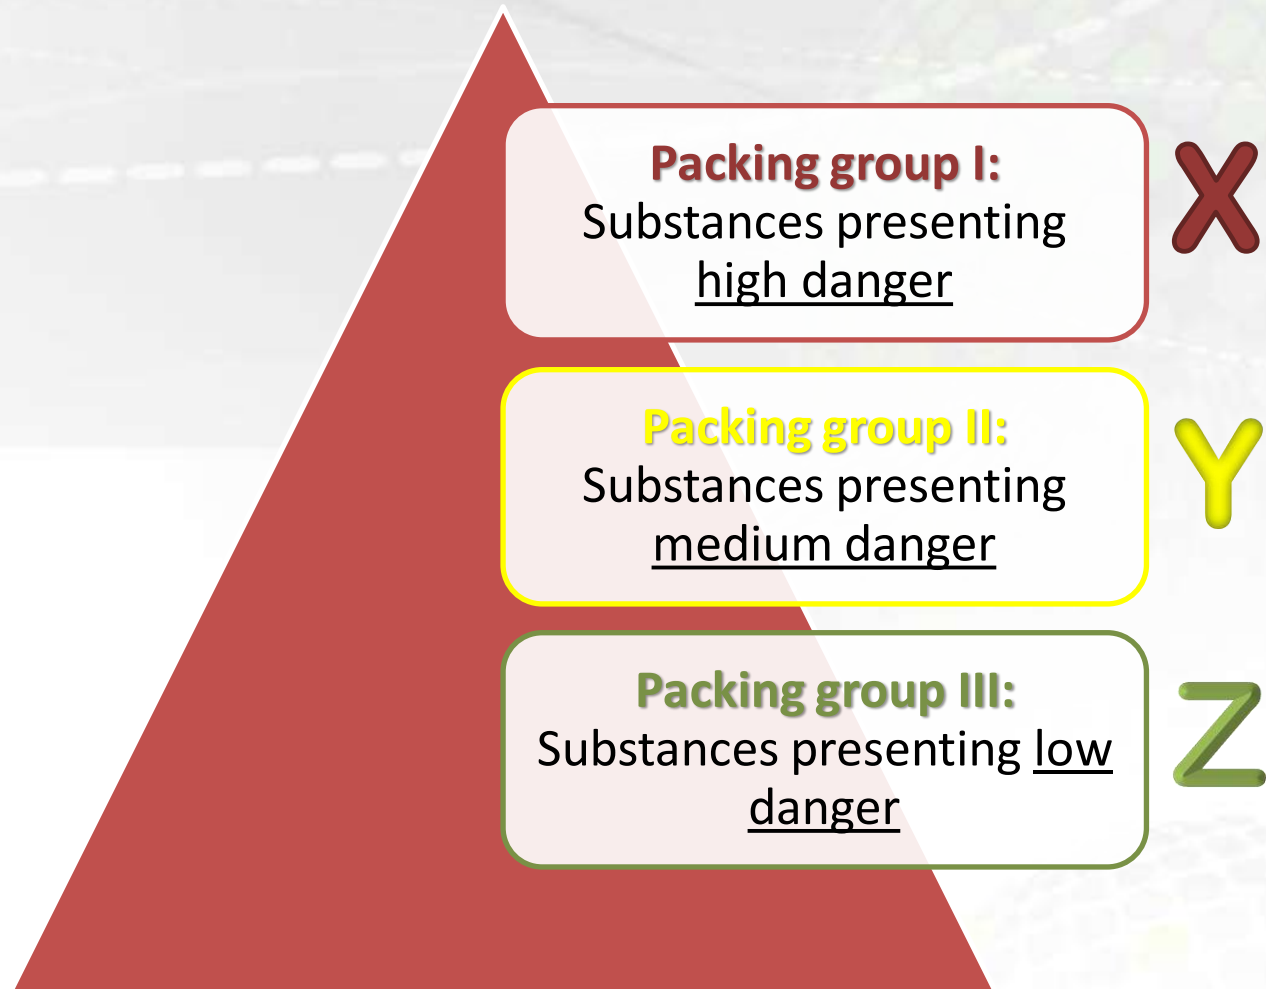 Packing group I:
Substances presenting
high danger
X
Packing group II:
Substances presenting
medium danger
Y
Packing group III:
Substances presenting low
danger
Z